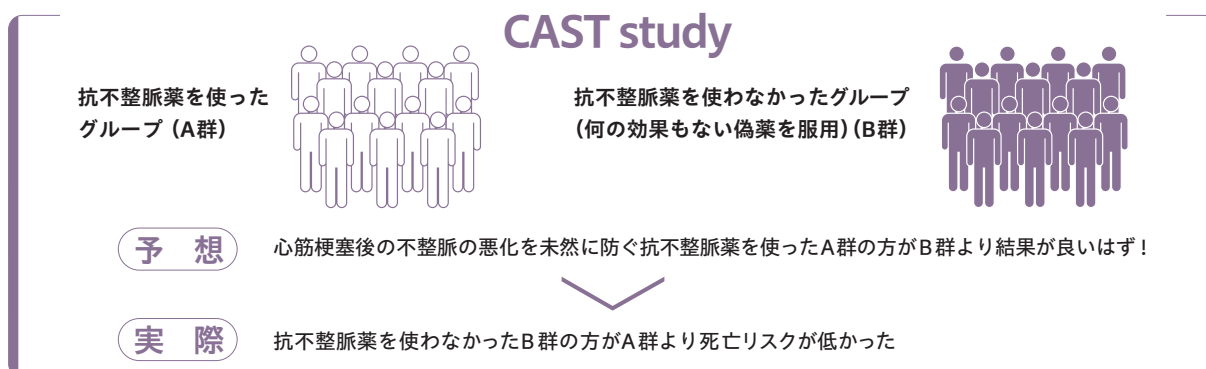 CAST study
抗不整脈薬を使った
グループ（A群）
抗不整脈薬を使わなかったグループ
（何の効果もない偽薬を服用）（B群）
予 想
心筋梗塞後の不整脈の悪化を未然に防ぐ抗不整脈薬を使ったA群の方がB群より結果が良いはず！
実 際
抗不整脈薬を使わなかったB群の方がA群より死亡リスクが低かった